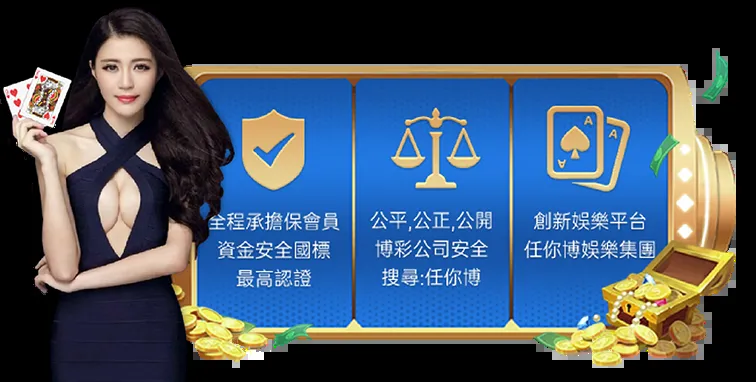 全程承擔保會員
資金安全國標
最高認證
公平,公正,公開
博彩公司安全
搜尋:任你博
A
A
創新娛樂平台
任你博娛樂集團